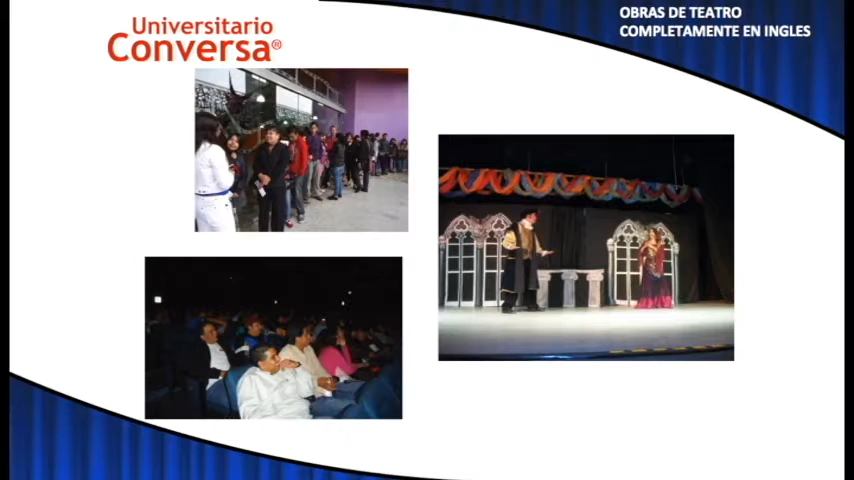 Universitario
Conversa®
OBRAS DE TEATRO
COMPLETAMENTE EN INGLES